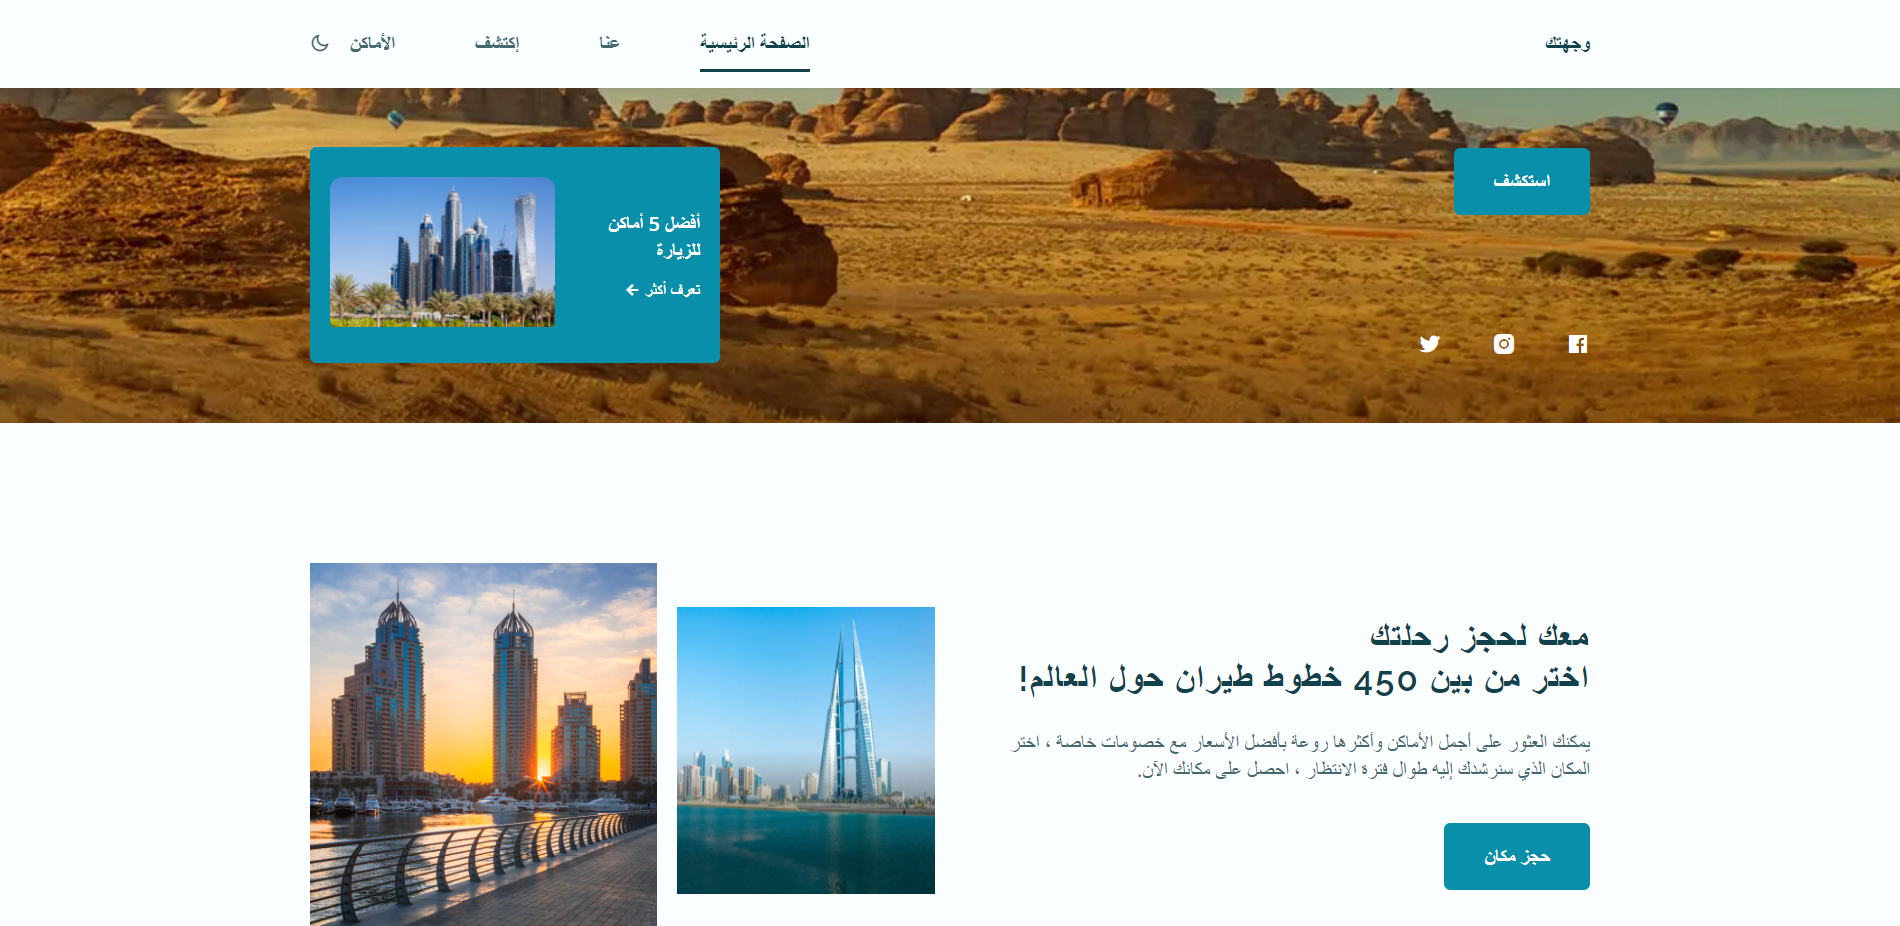 وجهتك
الصفحة الرئيسية
عنا
إكتشف
الأماكن
استكشف
أفضل 5 أماكن
للزيارة
تعرف أكثر
معك لحجز رحلتك
اختر من بين 450 خطوط طيران حول العالم!
يمكنك العثور على أجمل الأماكن وأكثرها روعة بأفضل الأسعار مع خصومات خاصة ، اختر
المكان الذي سنرشدك إليه طوال فترة الانتظار ، احصل على مكانك الآن.
حجز مكان